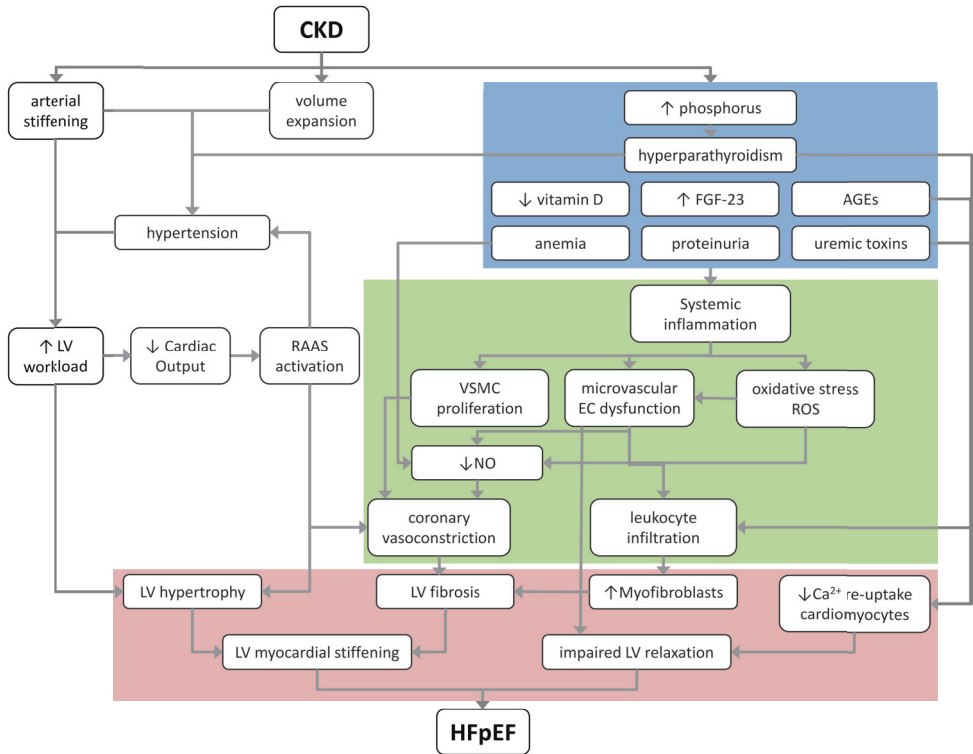 CKD
arterial
stiffening
volume
expansion
↑ phosphorus
hyperparathyroidism
↓ vitamin D
↑ FGF-23
AGEs
hypertension
anemia
proteinuria
uremic toxins
Systemic
inflammation
↑ LV
workload
↓ Cardiac
Output
RAAS
activation
VSMC
proliferation
microvascular
EC dysfunction
oxidative stress
ROS
↓NO
coronary
vasoconstriction
leukocyte
infiltration
LV hypertrophy
LV fibrosis
↑Myofibroblasts
↓Ca²⁺ re-uptake
cardiomyocytes
LV myocardial stiffening
impaired LV relaxation
HFpEF